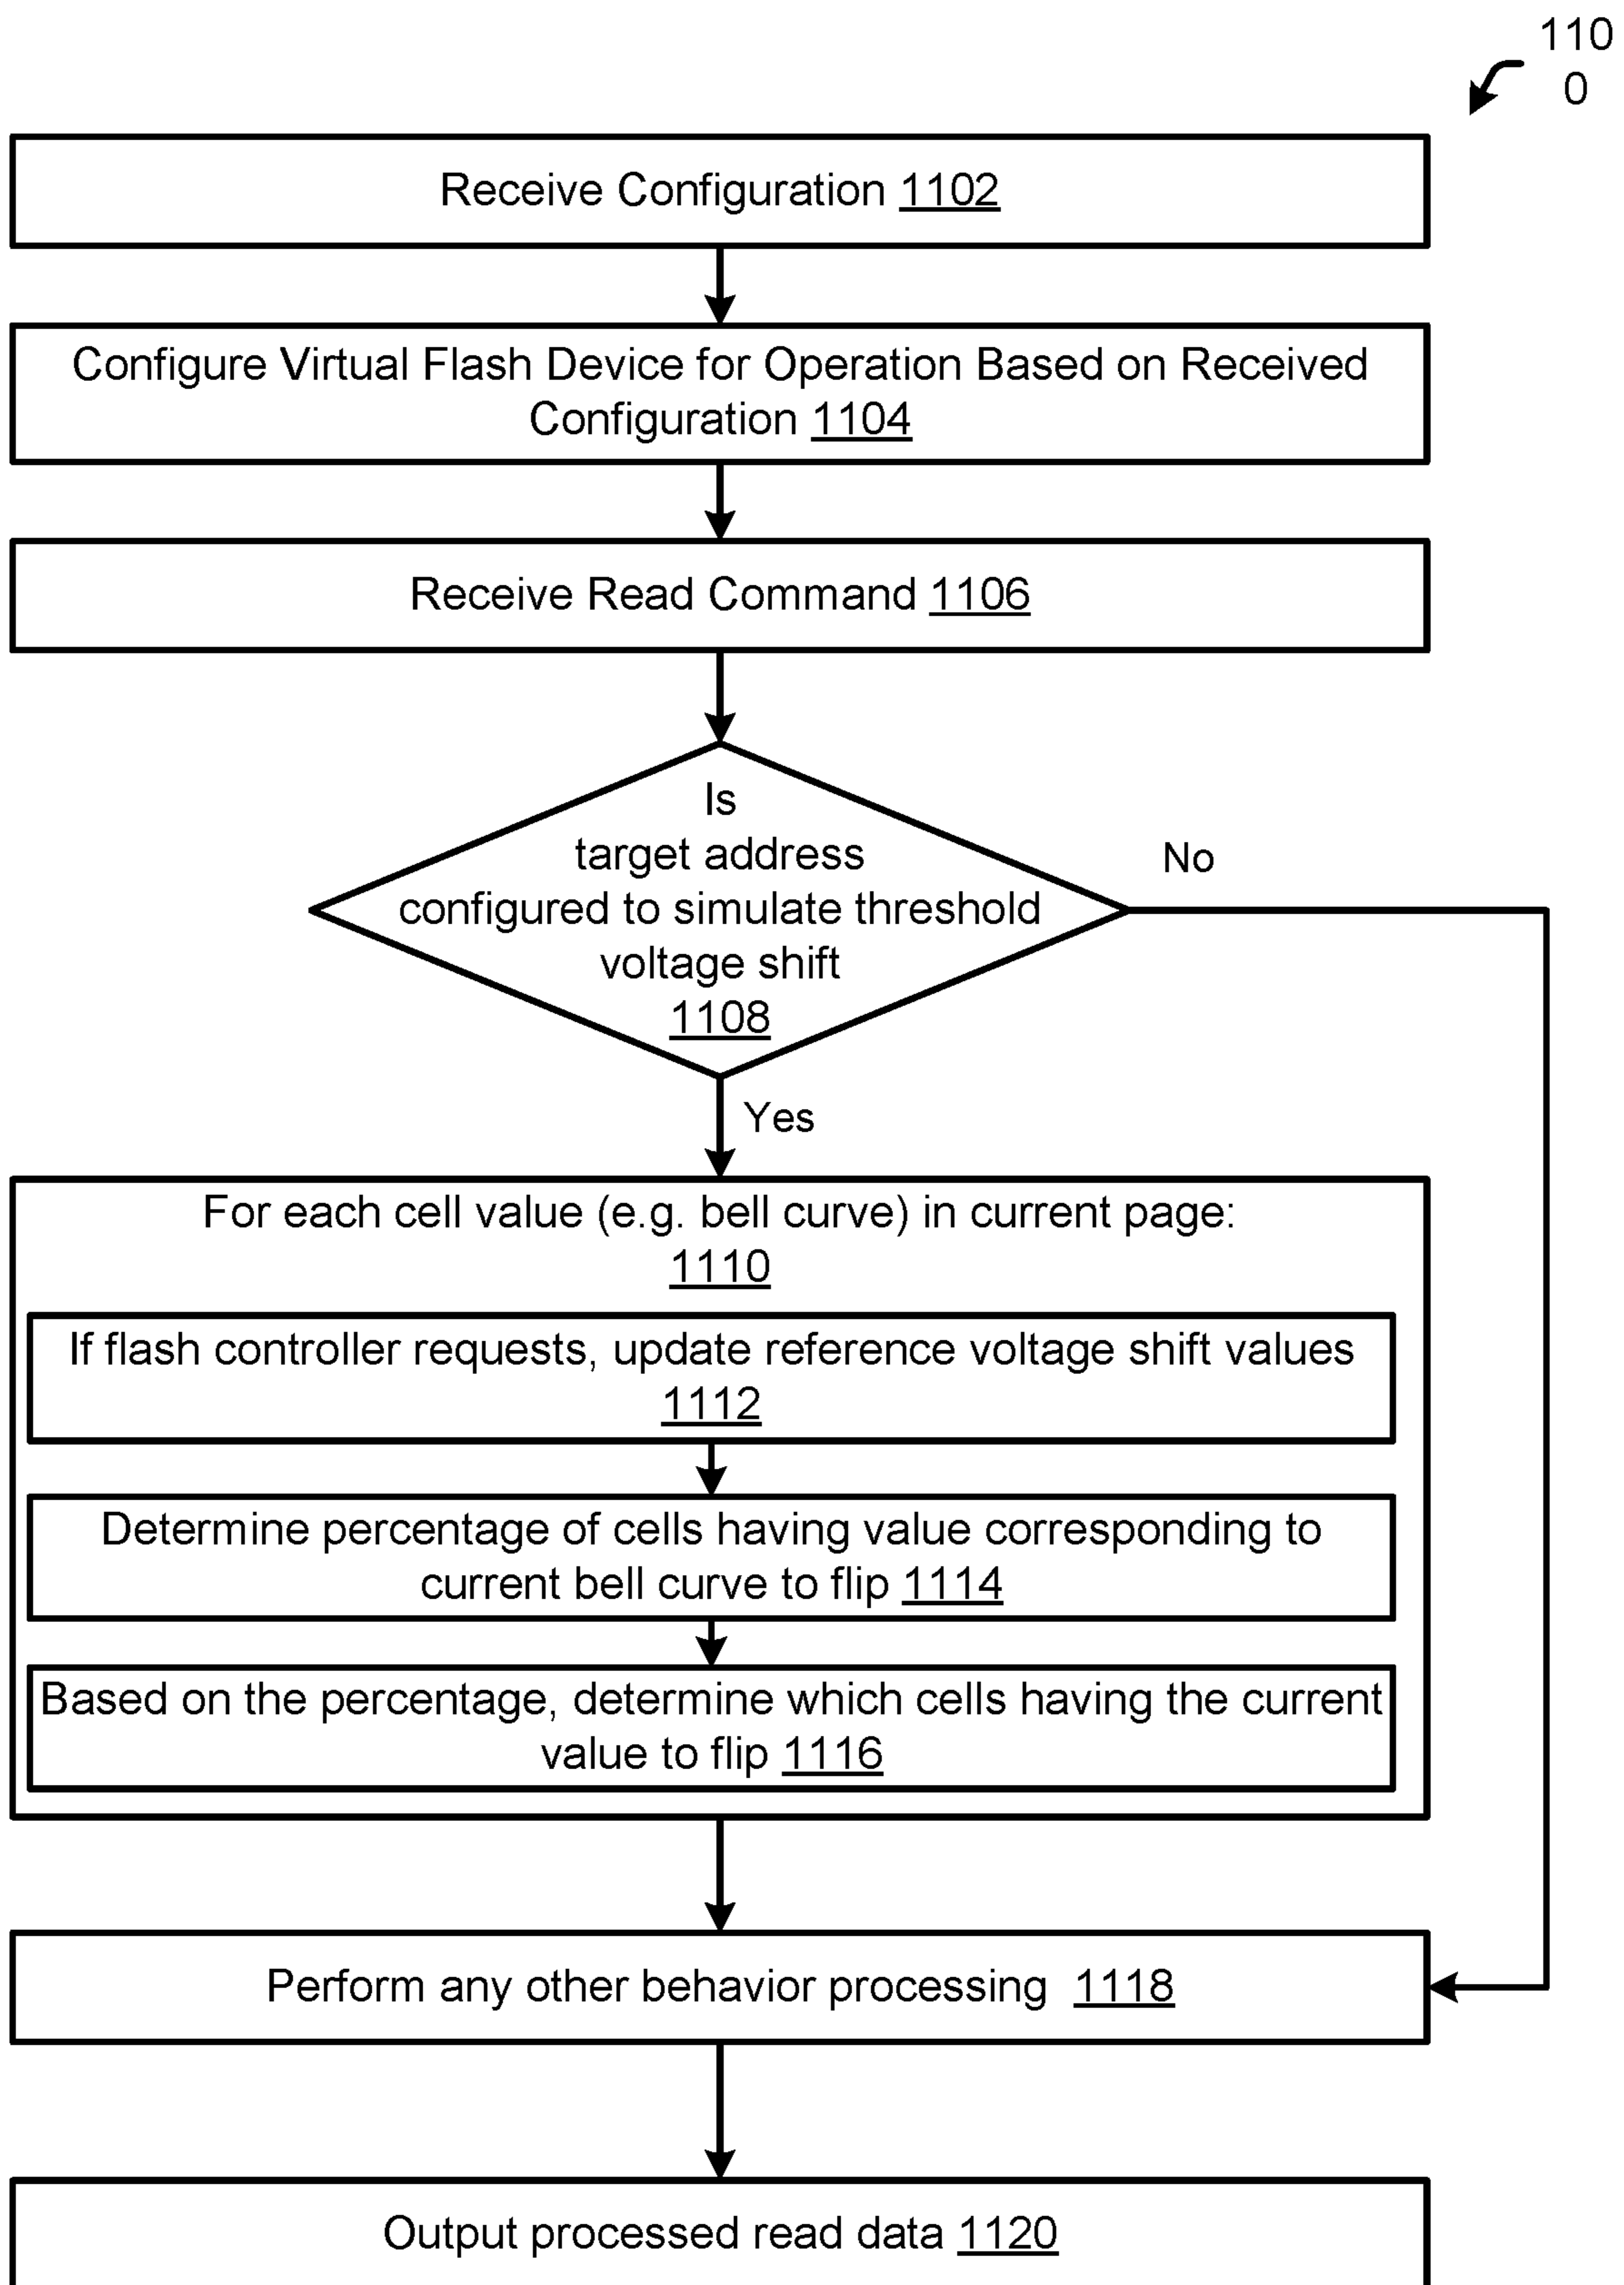 110
0
Receive Configuration 1102
Configure Virtual Flash Device for Operation Based on Received
Configuration 1104
Receive Read Command 1106
Is
target address
configured to simulate threshold
voltage shift
1108
No
Yes
For each cell value (e.g. bell curve) in current page:
1110
If flash controller requests, update reference voltage shift values
1112
Determine percentage of cells having value corresponding to
current bell curve to flip 1114
Based on the percentage, determine which cells having the current
value to flip 1116
Perform any other behavior processing 1118
Output processed read data 1120